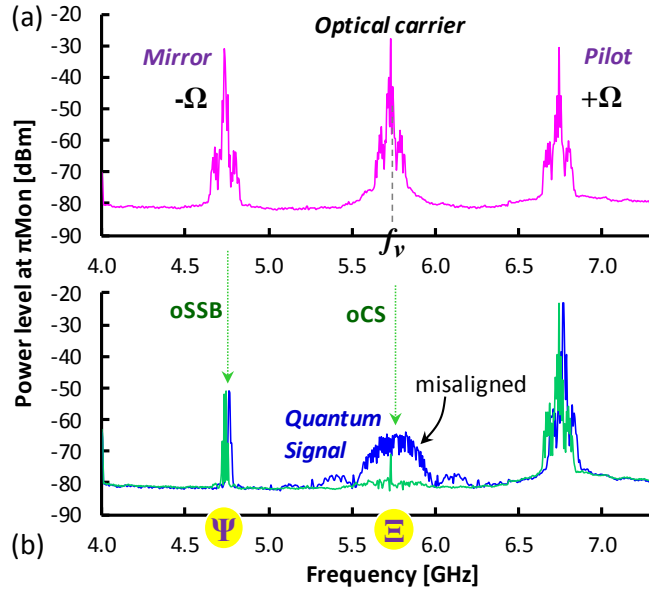 (a)
Power level at πMon [dBm]
-20
-30
-40
-50
-60
-70
-80
-90
Optical carrier
Mirror
-Ω
Pilot
+Ω
4.0 4.5 5.0 5.5 6.0 6.5 7.0
fν
-20
-30
-40
-50
-60
-70
-80
-90
oSSB
oCS
misaligned
Quantum
Signal
Ψ
Ξ
4.0 4.5 5.0 5.5 6.0 6.5 7.0
(b)
Frequency [GHz]